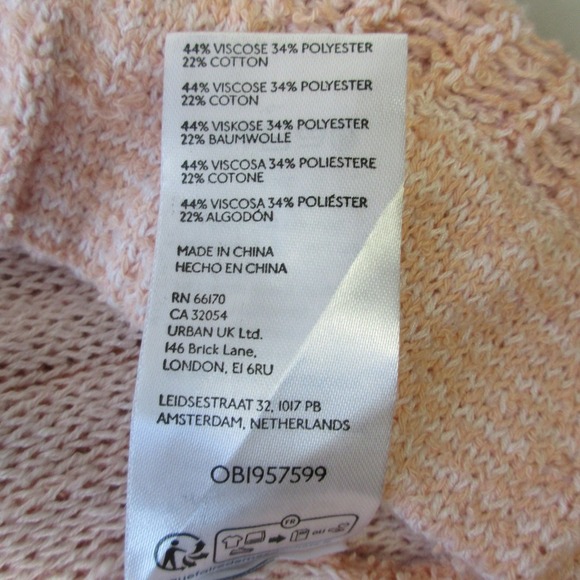 44% VISCOSE 34% POLYESTER
22% COTTON
44% VISCOSE 34% POLYESTER
22% COTON
44% VISKOSE 34% POLYESTER
22% BAUMWOLLE
44% VISCOSA 34% POLIESTERE
22% COTONE
44% VISCOSA 34% POLIÉSTER
22% ALGODÓN
MADE IN CHINA
HECHO EN CHINA
RN 66170
CA 32054
URBAN UK Ltd.
146 Brick Lane,
LONDON, E1 6RU
LEIDSESTRAAT 32, 1017 PB
AMSTERDAM, NETHERLANDS
OB1957599
FR